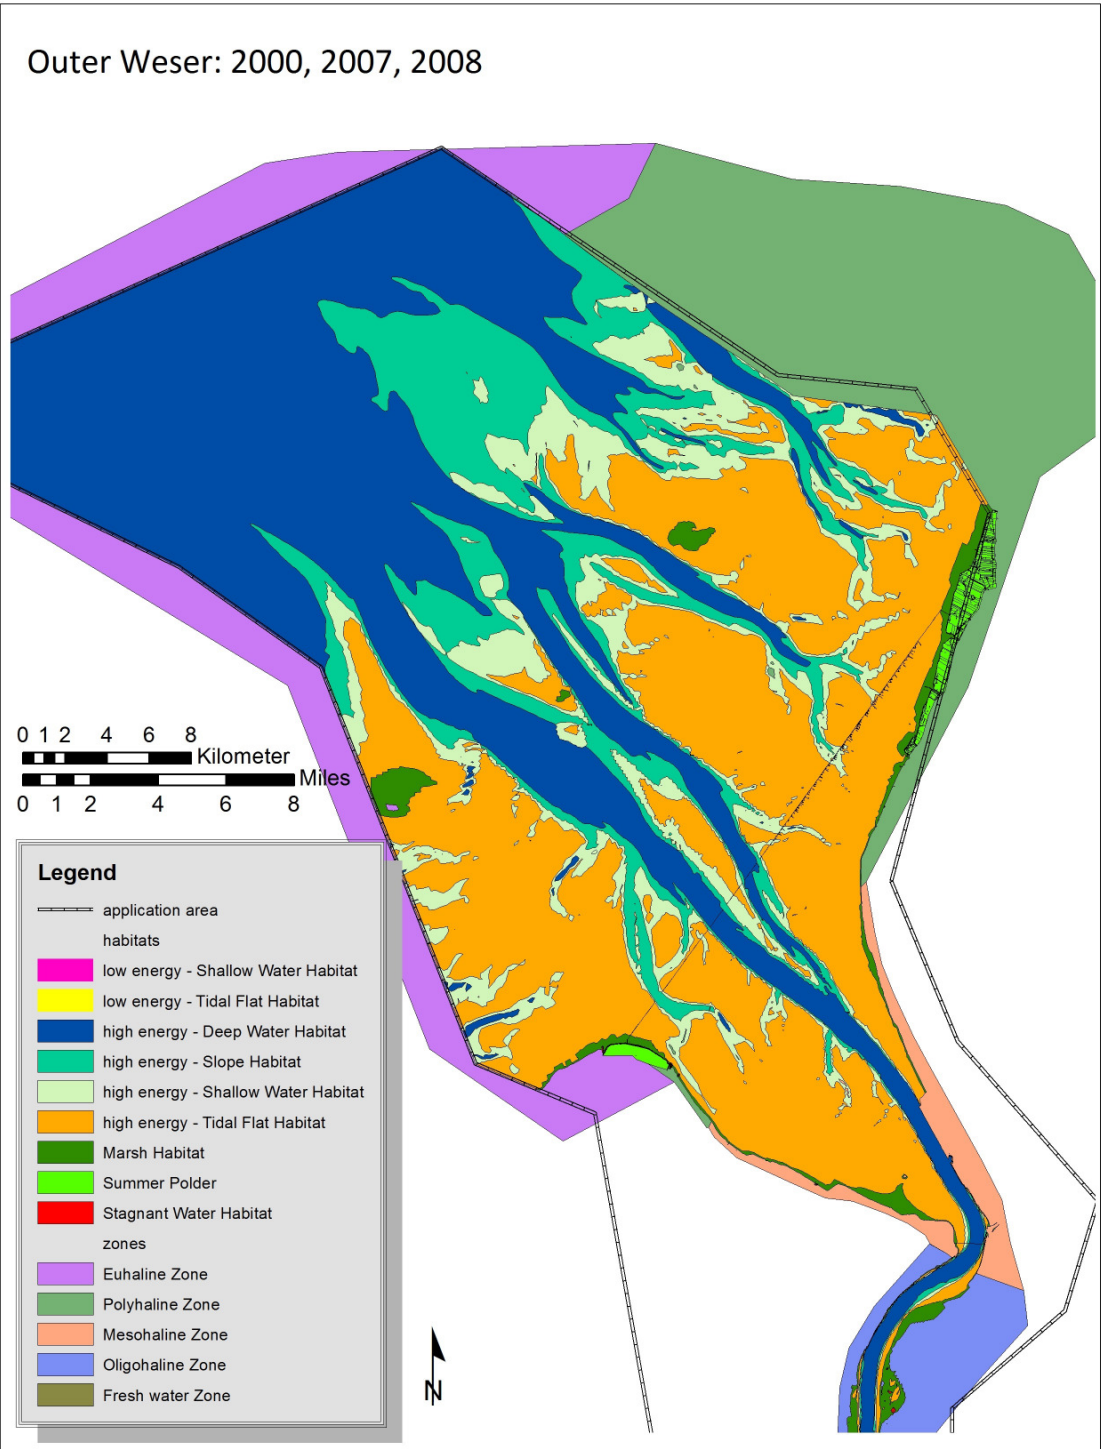 Outer Weser: 2000, 2007, 2008
0 1 2 4 6 8
Kilometer
Miles
0 1 2 4 6 8
Legend
application area
habitats
low energy - Shallow Water Habitat
low energy - Tidal Flat Habitat
high energy - Deep Water Habitat
high energy - Slope Habitat
high energy - Shallow Water Habitat
high energy - Tidal Flat Habitat
Marsh Habitat
Summer Polder
Stagnant Water Habitat
zones
Euhaline Zone
Polyhaline Zone
Mesohaline Zone
Oligohaline Zone
Fresh water Zone
N